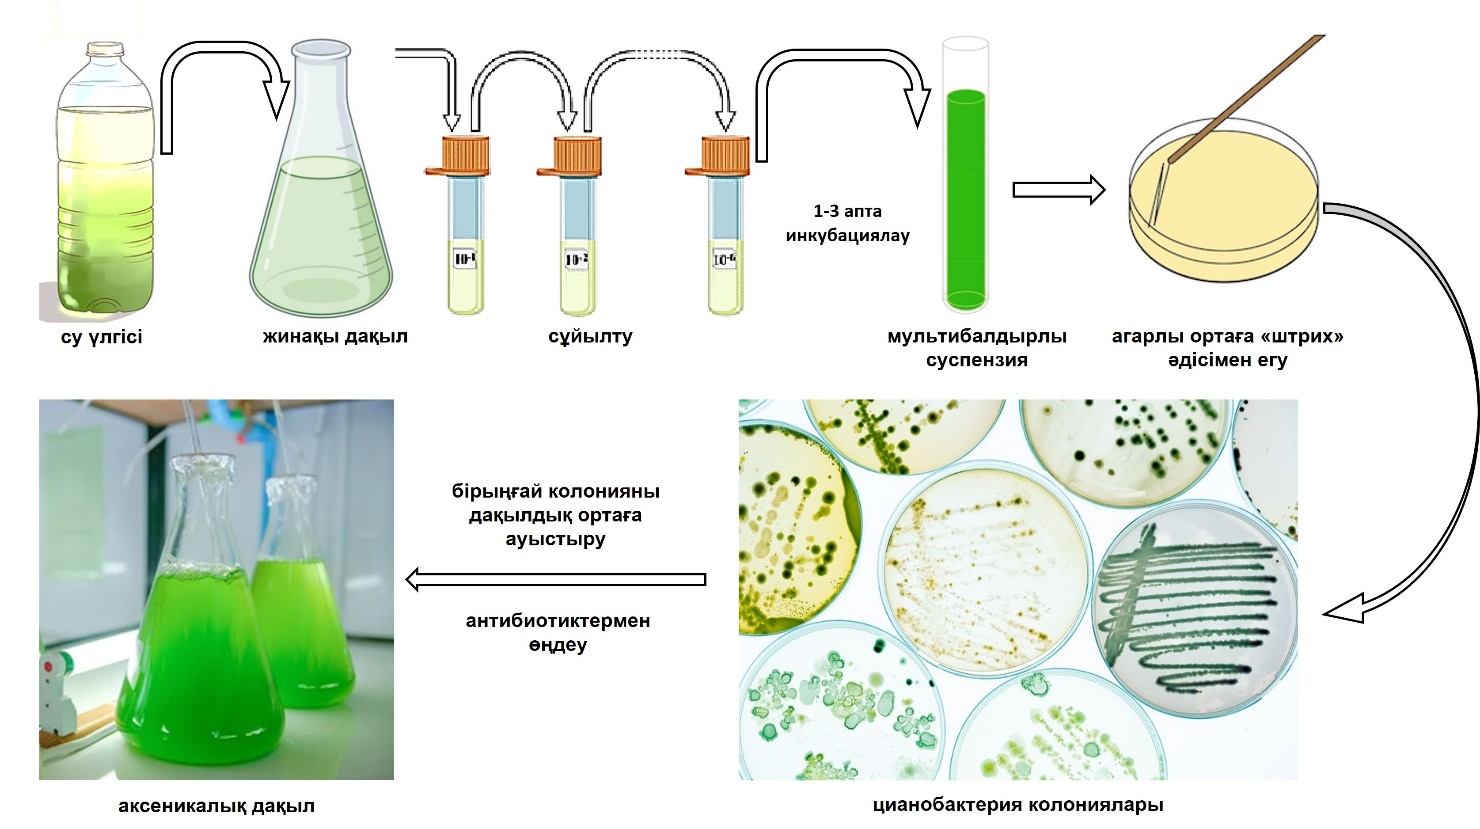 10-1
10-2
10-6
1-3 апта
инкубациялау
су үлгісі
жинақы дақыл
сұйылту
мультибалдырлы
суспензия
агарлы ортаға «штрих»
әдісімен егу
бірыңғай колонияны
дақылдық ортаға
ауыстыру
антибиотиктермен
өңдеу
аксеникалық дақыл
цианобактерия колониялары